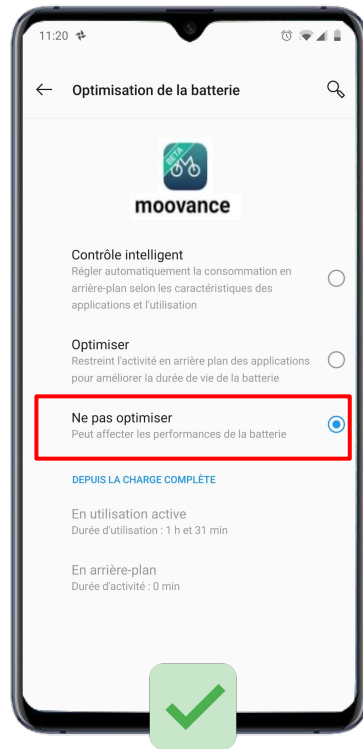 11:20
Optimisation de la batterie
BETA
moovance
Contrôle intelligent
Régler automatiquement la consommation en
arrière-plan selon les caractéristiques des
applications et l'utilisation
Optimiser
Restreint l'activité en arrière plan des applications
pour améliorer la durée de vie de la batterie
Ne pas optimiser
Peut affecter les performances de la batterie
DEPUIS LA CHARGE COMPLÈTE
En utilisation active
Durée d'utilisation : 1 h et 31 min
En arrière-plan
Durée d'activité : 0 min